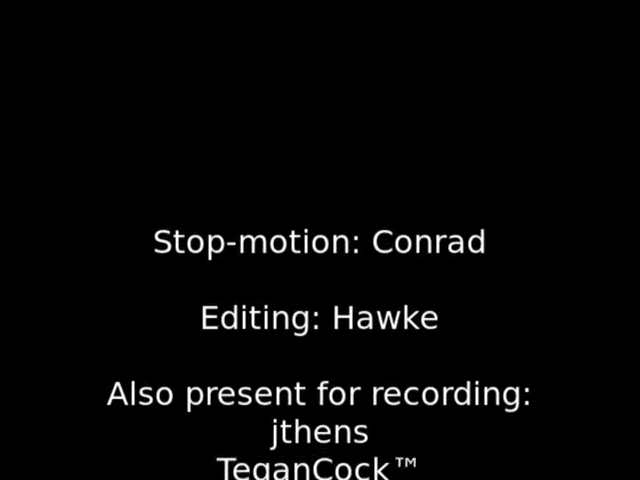 Stop-motion: Conrad
Editing: Hawke
Also present for recording:
jthens
TeganCock™